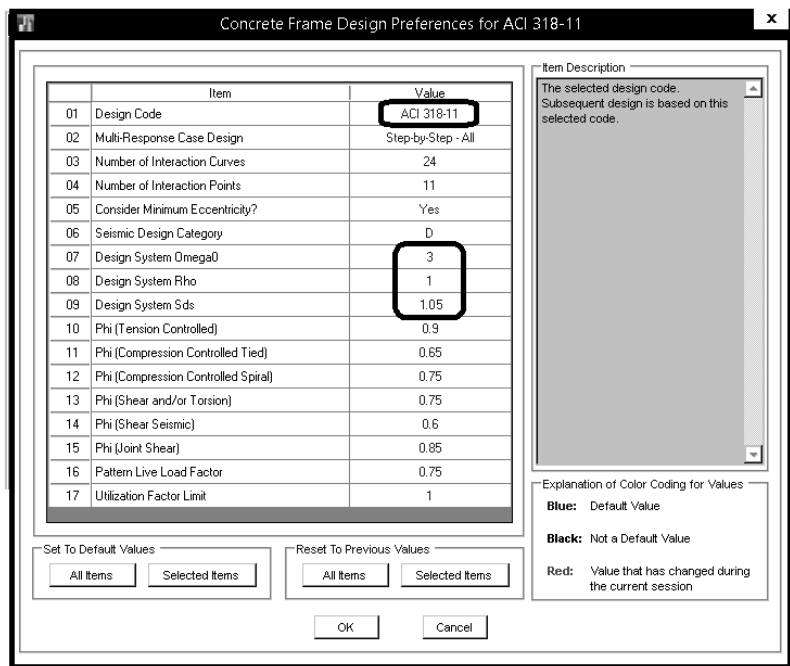 Concrete Frame Design Preferences for ACI 318-11
x
Item Value
01 Design Code ACI 318-11
02 Multi-Response Case Design Step-by-Step - All
03 Number of Interaction Curves 24
04 Number of Interaction Points 11
05 Consider Minimum Eccentricity? Yes
06 Seismic Design Category D
07 Design System Omega0 3
08 Design System Rho 1
09 Design System Sds 1.05
10 Phi (Tension Controlled) 0.9
11 Phi (Compression Controlled Tied) 0.65
12 Phi (Compression Controlled Spiral) 0.75
13 Phi (Shear and/or Torsion) 0.75
14 Phi (Shear Seismic) 0.6
15 Phi (Joint Shear) 0.85
16 Pattern Live Load Factor 0.75
17 Utilization Factor Limit 1
Set To Default Values
All Items Selected Items
Reset To Previous Values
All Items Selected Items
Item Description
The selected design code.
Subsequent design is based on this
selected code.
Explanation of Color Coding for Values
Blue: Default Value
Black: Not a Default Value
Red: Value that has changed during
the current session
OK Cancel